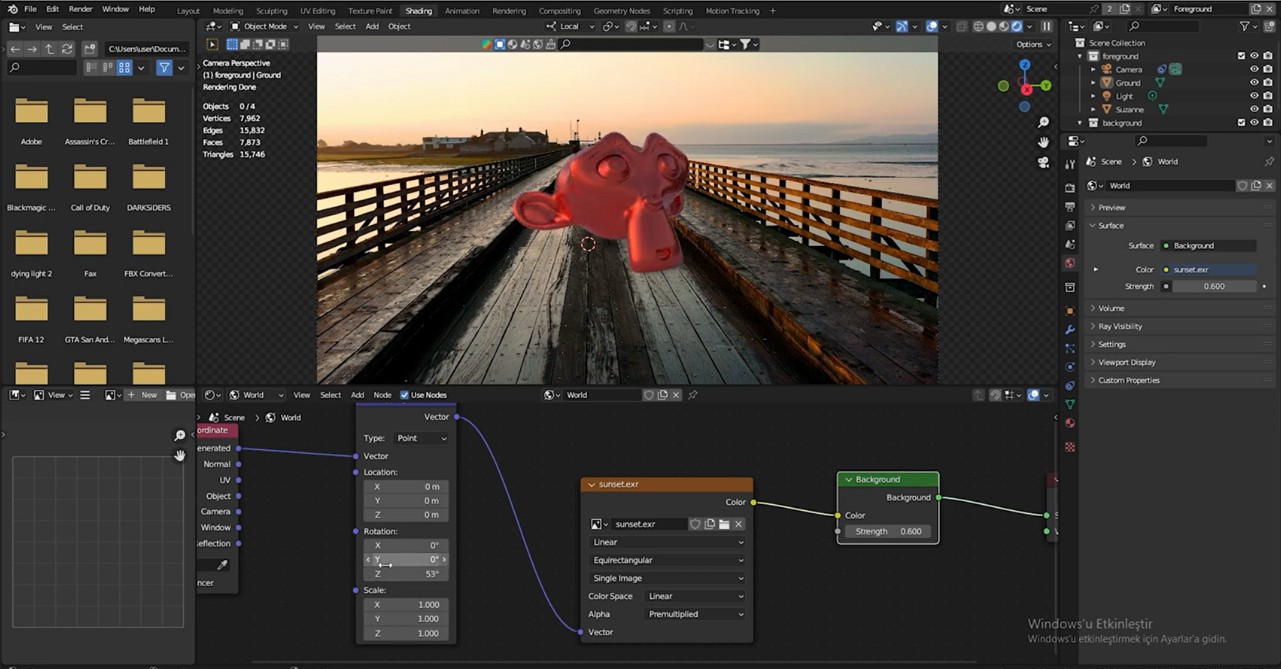 File Edit Render Window Help Layout Modeling Sculpting UV Editing Texture Paint Shading Animation Rendering Compositing Geometry Nodes Scripting Motion Tracking + Scene 2 Foreground
View Select
Object Mode View Select Add Object Local
C:\Users\user\Docum...
Options
Scene Collection
foreground
Camera
Ground
Light
Suzanne
background
Camera Perspective
(1) foreground | Ground
Rendering Done
Objects 0 / 4
Vertices 7,962
Edges 15,832
Faces 7,873
Triangles 15,746
Z
Y
X
Adobe Assassin's Cr... Battlefield 1
Blackmagic ... Call of Duty DARKSiDERS
dying light 2 Fax FBX Convert...
FIFA 12 GTA San And... Megascans L...
Scene > World
World
Preview
Surface
Surface Background
Color sunset.exr
Strength 0.600
Volume
Ray Visibility
Settings
Viewport Display
Custom Properties
View + New Open
World View Select Add Node Use Nodes World
Scene > World
ordinate
enerated
Normal
UV
Object
Camera
Window
eflection
ncer
Vector
Type: Point
Vector
Location:
X 0 m
Y 0 m
Z 0 m
Rotation:
X 0°
Y 0°
Z 53°
Scale:
X 1.000
Y 1.000
Z 1.000
sunset.exr
Color
sunset.exr
Linear
Equirectangular
Single Image
Color Space Linear
Alpha Premultiplied
Vector
Background
Background
Color
Strength 0.600
Windows'u Etkinleştir
Windows'u etkinleştirmek için Ayarlar'a gidin.